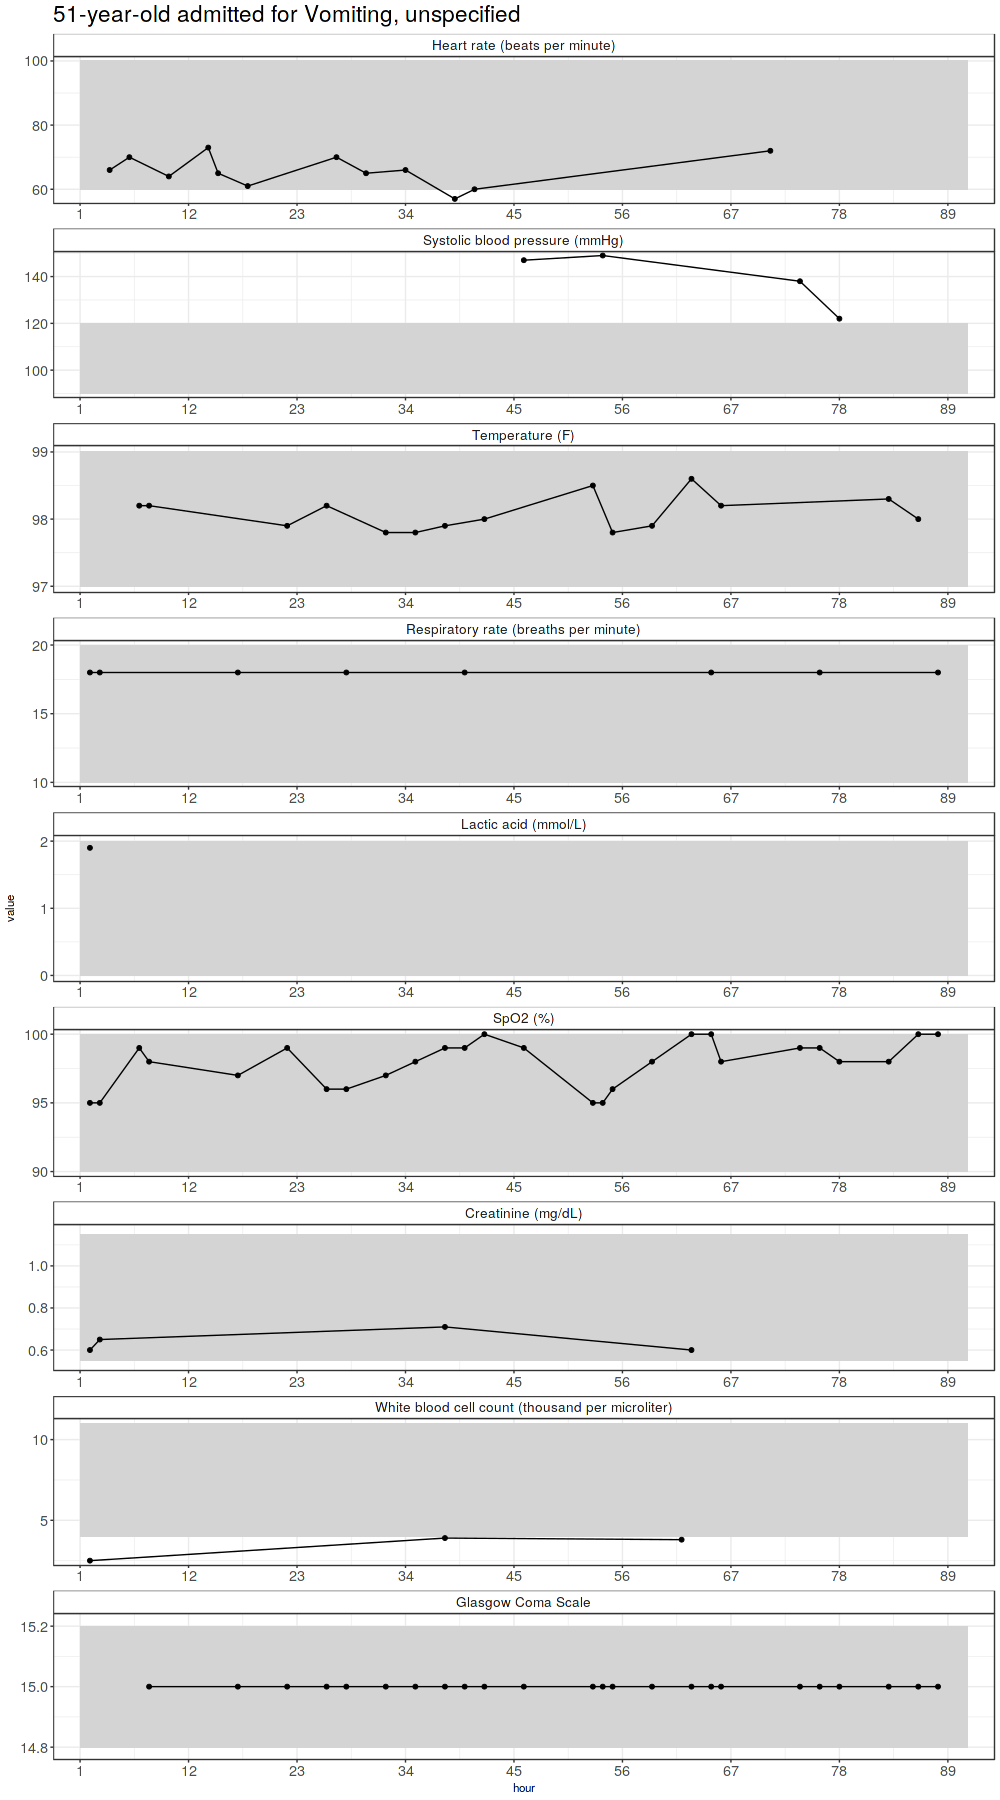 51-year-old admitted for Vomiting, unspecified
Heart rate (beats per minute)
100
80
60
1 12 23 34 45 56 67 78 89
Systolic blood pressure (mmHg)
140
120
100
1 12 23 34 45 56 67 78 89
Temperature (F)
99
98
97
1 12 23 34 45 56 67 78 89
Respiratory rate (breaths per minute)
20
15
10
1 12 23 34 45 56 67 78 89
Lactic acid (mmol/L)
2
1
0
1 12 23 34 45 56 67 78 89
value
SpO2 (%)
100
95
90
1 12 23 34 45 56 67 78 89
Creatinine (mg/dL)
1.0
0.8
0.6
1 12 23 34 45 56 67 78 89
White blood cell count (thousand per microliter)
10
5
1 12 23 34 45 56 67 78 89
Glasgow Coma Scale
15.2
15.0
14.8
1 12 23 34 45 56 67 78 89
hour